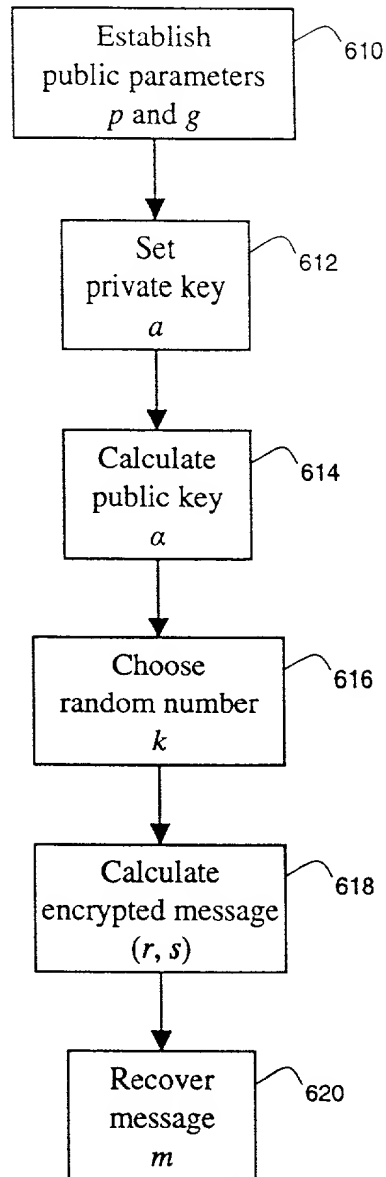 Establish
public parameters
p and g
610
Set
private key
a
612
Calculate
public key
α
614
Choose
random number
k
616
Calculate
encrypted message
(r, s)
618
Recover
message
m
620